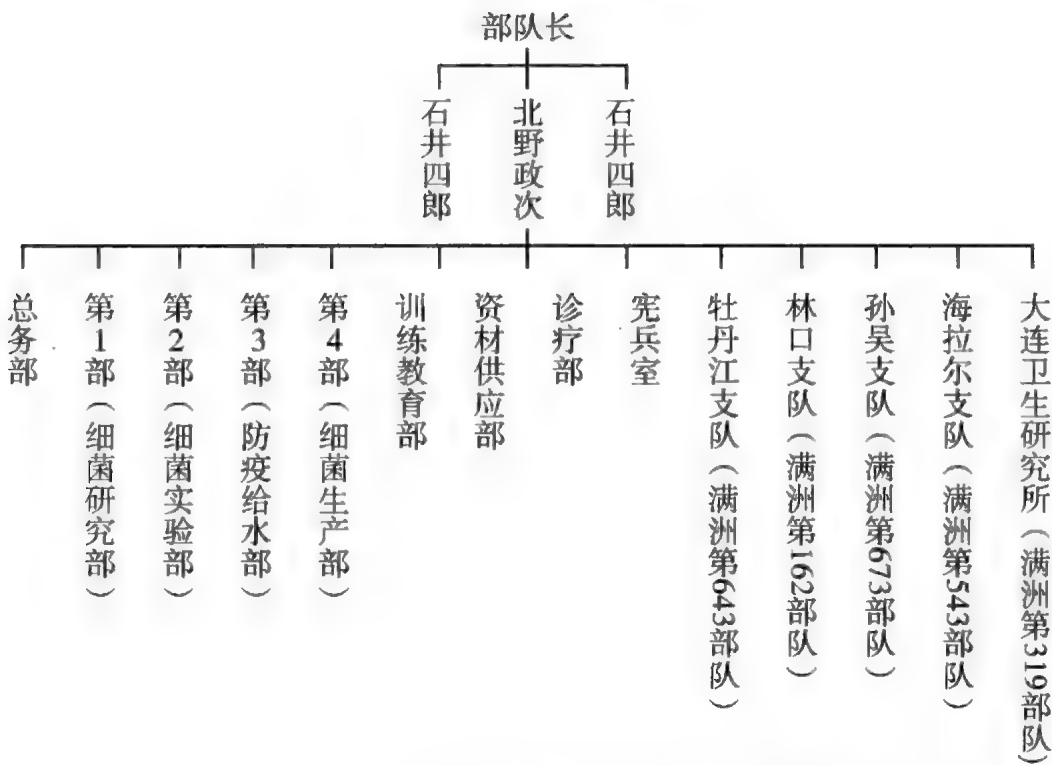 部队长
石井四郎
北野政次
石井四郎
总务部
第1部（细菌研究部）
第2部（细菌实验部）
第3部（防疫给水部）
第4部（细菌生产部）
训练教育部
资材供应部
诊疗部
宪兵室
牡丹江支队（满洲第643部队）
林口支队（满洲第162部队）
孙吴支队（满洲第673部队）
海拉尔支队（满洲第543部队）
大连卫生研究所（满洲第319部队）